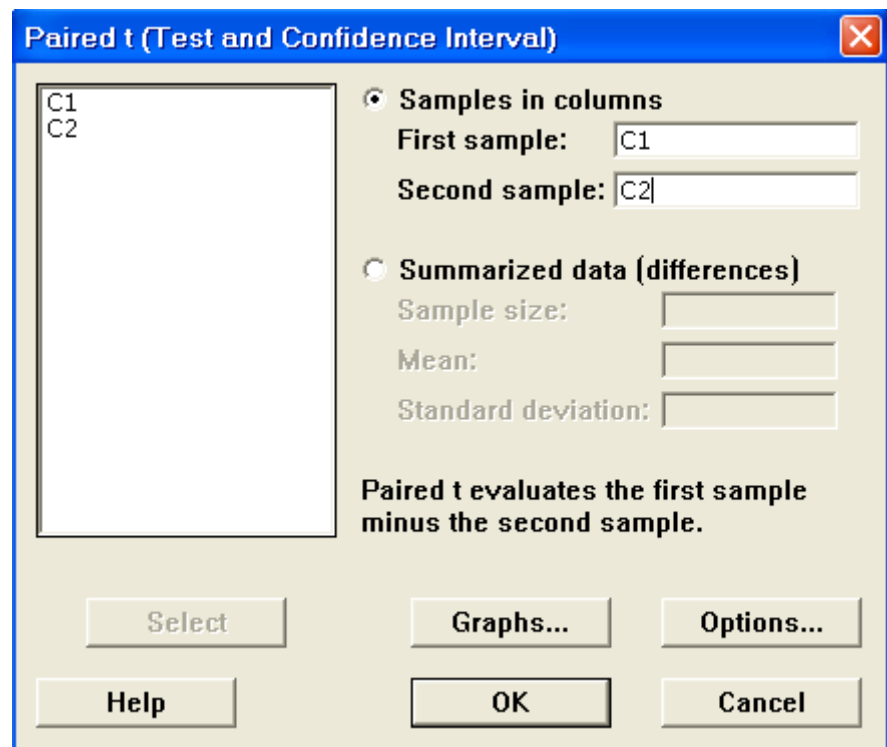 Paired t (Test and Confidence Interval)
C1
C2
Samples in columns
First sample: C1
Second sample: C2
Summarized data (differences)
Sample size:
Mean:
Standard deviation:
Paired t evaluates the first sample
minus the second sample.
Select
Graphs...
Options...
Help
OK
Cancel